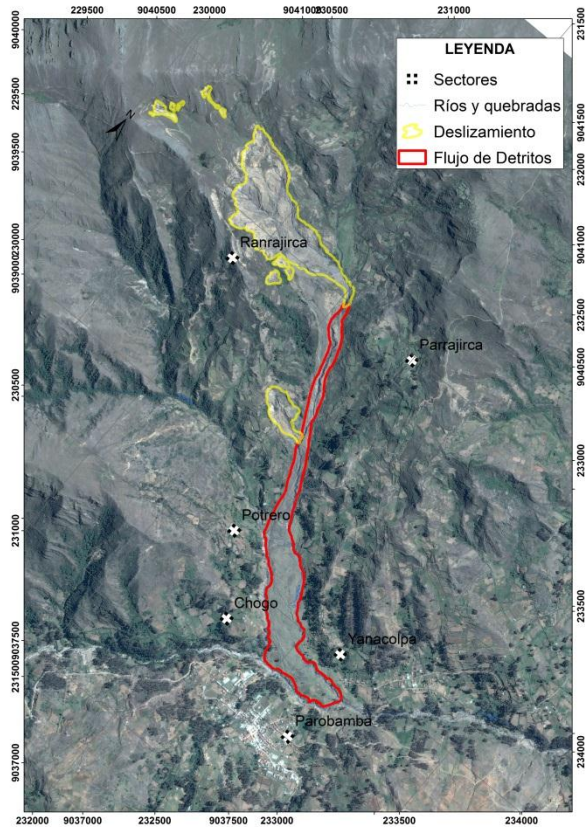 229500 9040500 230000 9041000 230500 231000
231500
9040000
229500
9041500
9039500
232000
9039000 230000
9041000
232500
9040500
230500
233000
231000
233500
231500 9037500
234000
9037000
232000 9037000 232500 9037500 233000 233500 234000
LEYENDA
Sectores
Ríos y quebradas
Deslizamiento
Flujo de Detritos
N
Ranrajirca
Parrajirca
Potrero
Chogo
Yanacolpa
Parobamba